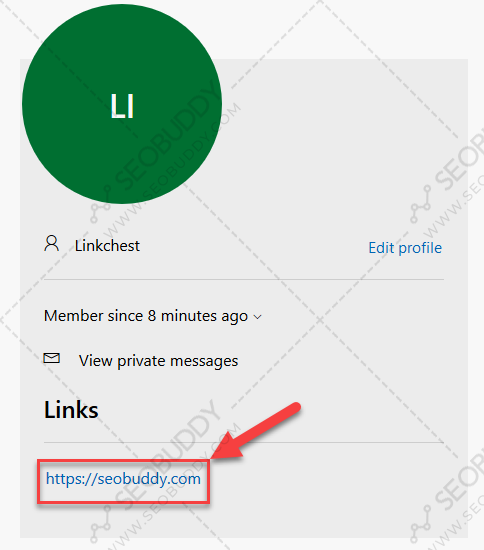 LI
Linkchest
Edit profile
Member since 8 minutes ago
View private messages
Links
https://seobuddy.com
SEOBUDDY
WWW.SEOBUDDY.COM
SEOBUDDY
WWW.SEOBUDDY.COM
SEOBUDDY
WWW.SEOBUDDY.COM
SEOBUDDY
WWW.SEOBUDDY.COM